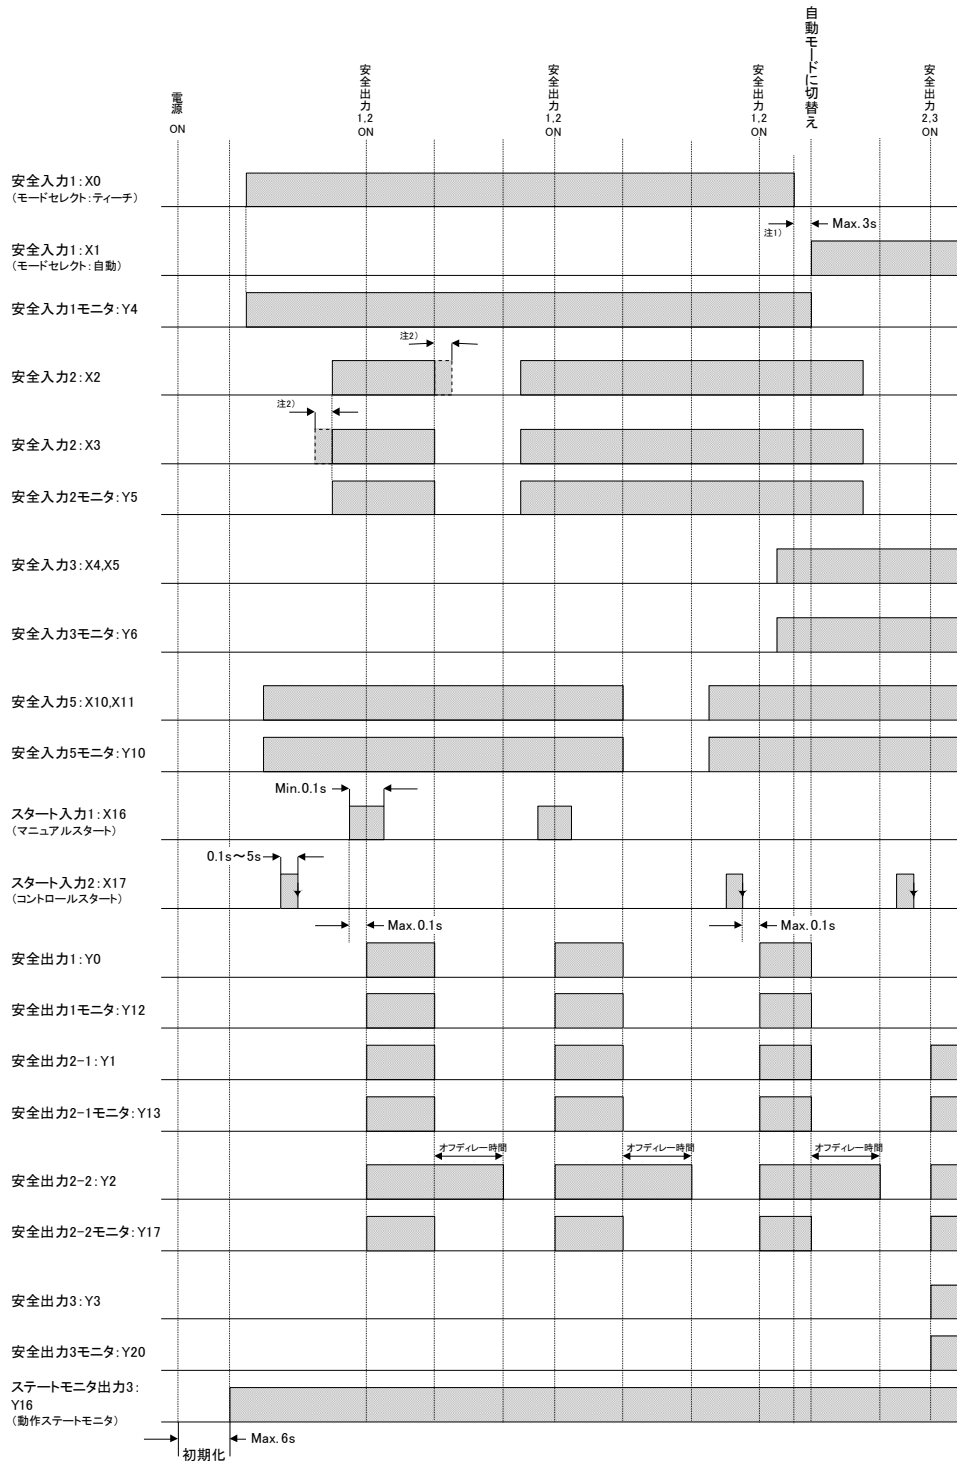 自動モードに切替え
電源
ON
安全出力
1,2
ON
安全出力
1,2
ON
安全出力
1,2
ON
安全出力
2,3
ON
安全入力1:X0
(モードセレクト:ティーチ)
注1)
Max.3s
安全入力1:X1
(モードセレクト:自動)
安全入力1モニタ:Y4
注2)
安全入力2:X2
注2)
安全入力2:X3
安全入力2モニタ:Y5
安全入力3:X4,X5
安全入力3モニタ:Y6
安全入力5:X10,X11
安全入力5モニタ:Y10
Min.0.1s
スタート入力1:X16
(マニュアルスタート)
0.1s～5s
スタート入力2:X17
(コントロールスタート)
Max.0.1s
Max.0.1s
安全出力1:Y0
安全出力1モニタ:Y12
安全出力2-1:Y1
安全出力2-1モニタ:Y13
オフディレー時間
オフディレー時間
オフディレー時間
安全出力2-2:Y2
安全出力2-2モニタ:Y17
安全出力3:Y3
安全出力3モニタ:Y20
ステートモニタ出力3:
Y16
(動作ステートモニタ)
Max.6s
初期化